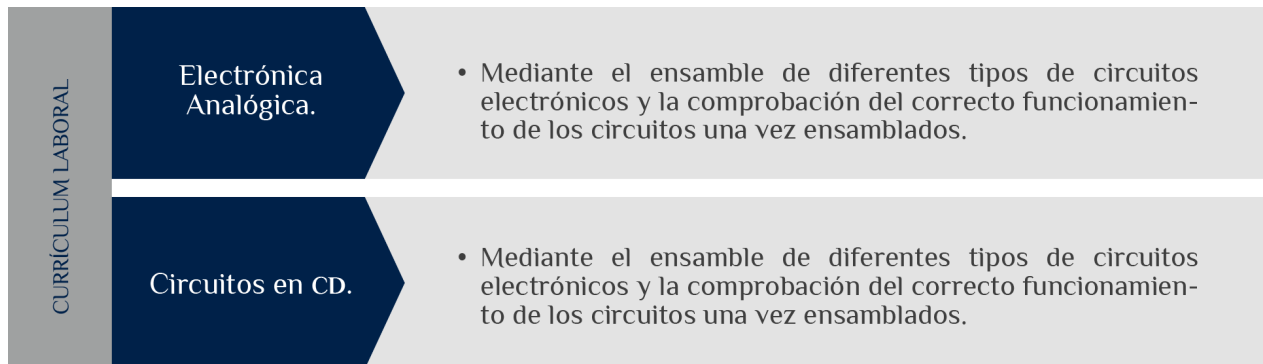 CURRÍCULUM LABORAL
Electrónica
Analógica.
• Mediante el ensamble de diferentes tipos de circuitos
electrónicos y la comprobación del correcto funcionamien-
to de los circuitos una vez ensamblados.
Circuitos en CD.
• Mediante el ensamble de diferentes tipos de circuitos
electrónicos y la comprobación del correcto funcionamien-
to de los circuitos una vez ensamblados.